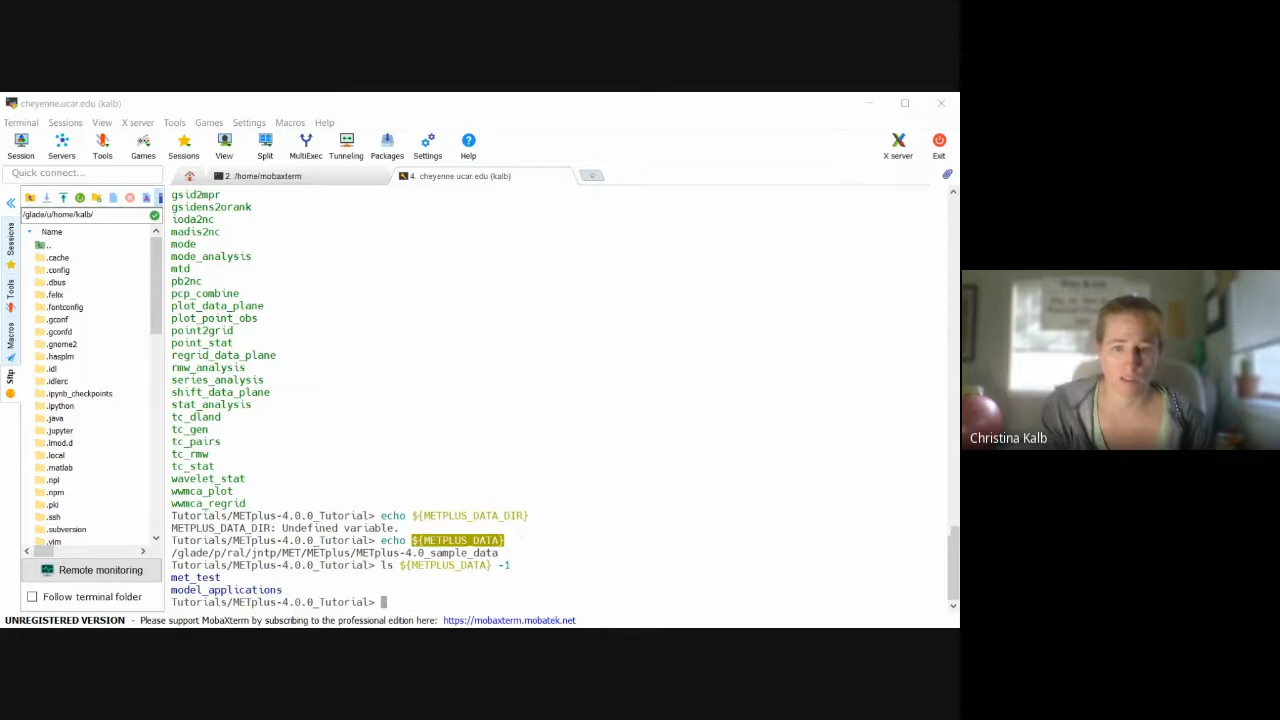 cheyenne.ucar.edu (kalb)
Terminal Sessions View X server Tools Games Settings Macros Help
Session Servers Tools Games Sessions View Split MultiExec Tunneling Packages Settings Help X server Exit
Quick connect...
2. /home/mobaxterm
4. cheyenne.ucar.edu (kalb)
/glade/u/home/kalb/
Name
..
.cache
.config
.dbus
.felix
.fontconfig
.gconf
.gconfd
.gnome2
.hasplm
.idl
.idlerc
.ipynb_checkpoints
.ipython
.java
.jupyter
.lmod.d
.local
.matlab
.npl
.npm
.pki
.ssh
.subversion
.vim
Sessions
Tools
Macros
Sftp
Remote monitoring
Follow terminal folder
gsid2mpr
gsidens2orank
ioda2nc
madis2nc
mode
mode_analysis
mtd
pb2nc
pcp_combine
plot_data_plane
plot_point_obs
point2grid
point_stat
regrid_data_plane
rmw_analysis
series_analysis
shift_data_plane
stat_analysis
tc_dland
tc_gen
tc_pairs
tc_rmw
tc_stat
wavelet_stat
wwmca_plot
wwmca_regrid
Tutorials/METplus-4.0.0_Tutorial> echo ${METPLUS_DATA_DIR}
METPLUS_DATA_DIR: Undefined variable.
Tutorials/METplus-4.0.0_Tutorial> echo ${METPLUS_DATA}
/glade/p/ral/jntp/MET/METplus/METplus-4.0_sample_data
Tutorials/METplus-4.0.0_Tutorial> ls ${METPLUS_DATA} -1
met_test
model_applications
Tutorials/METplus-4.0.0_Tutorial>
UNREGISTERED VERSION - Please support MobaXterm by subscribing to the professional edition here: https://mobaxterm.mobatek.net
Christina Kalb